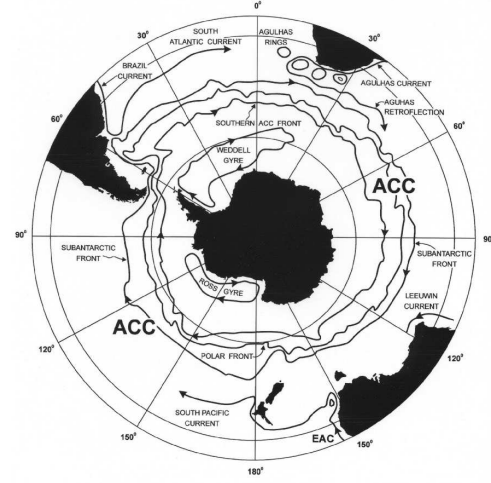 0°
30°
SOUTH
ATLANTIC CURRENT
AGULHAS
RINGS
30°
BRAZIL
CURRENT
AGULHAS CURRENT
AGUHAS
RETROFLECTION
60°
SOUTHERN ACC FRONT
60°
WEDDELL
GYRE
ACC
90°
SUBANTARCTIC
FRONT
SUBANTARCTIC
FRONT
90
ROSS GYRE
LEEUWIN
CURRENT
ACC
120°
POLAR FRONT
120°
SOUTH PACIFIC
CURRENT
150°
EAC
150°
180°